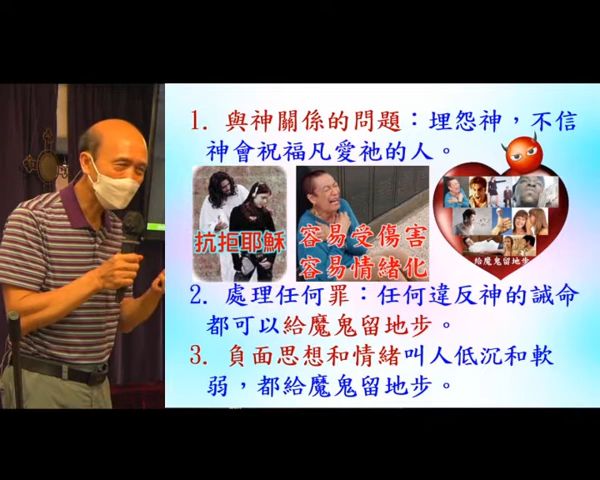 1. 與神關係的問題：埋怨神，不信
神會祝福凡愛祂的人。
抗拒耶穌
容易受傷害
容易情緒化
給魔鬼留地步
2. 處理任何罪：任何違反神的誡命
都可以給魔鬼留地步。
3. 負面思想和情緒叫人低沉和軟
弱，都給魔鬼留地步。